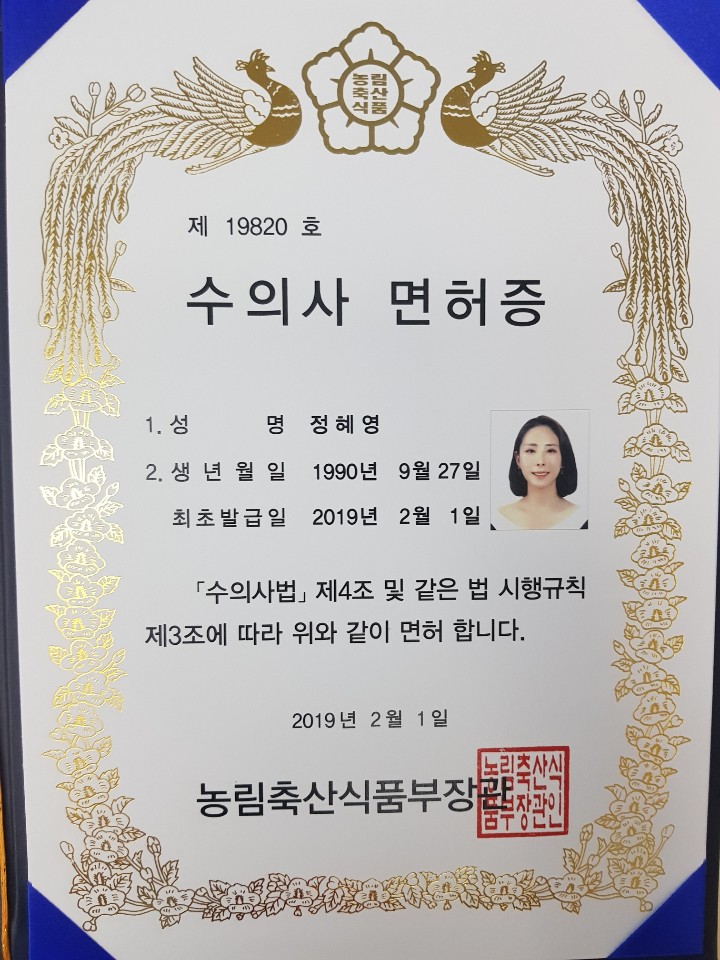 농림
축산
식품
제 19820 호
수의사 면허증
1. 성 명 정혜영
2. 생년월일 1990년 9월 27일
최초발급일 2019년 2월 1일
「수의사법」 제4조 및 같은 법 시행규칙
제3조에 따라 위와 같이 면허 합니다.
2019년 2월 1일
농림축산식품부장관
농림축산식
품부장관인